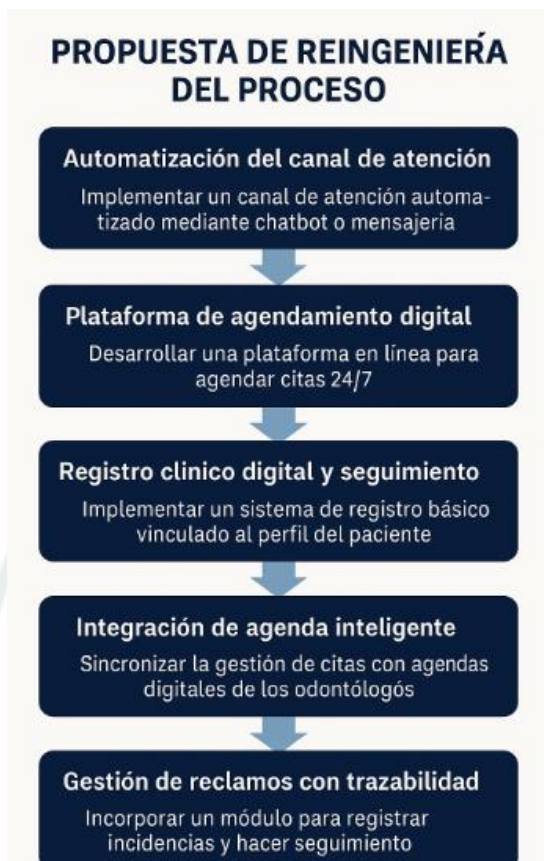 PROPUESTA DE REINGENIERÍA
DEL PROCESO
Automatización del canal de atención
Implementar un canal de atención automa-
tizado mediante chatbot o mensajería
Plataforma de agendamiento digital
Desarrollar una plataforma en línea para
agendar citas 24/7
Registro clinico digital y seguimiento
Implementar un sistema de registro básico
vinculado al perfil del paciente
Integración de agenda inteligente
Sincronizar la gestión de citas con agendas
digitales de los odontólogós
Gestión de reclamos con trazabilidad
Incorporar un módulo para registrar
incidencias y hacer seguimiento